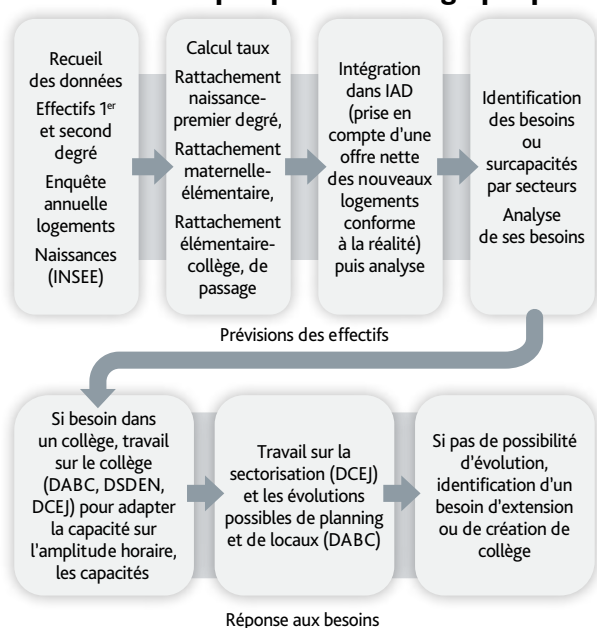 Recueil
des données
Effectifs 1er
et second
degré
Enquête
annuelle
logements
Naissances
(INSEE)
Calcul taux
Rattachement
naissance-
premier degré,
Rattachement
maternelle-
élémentaire,
Rattachement
élémentaire-
collège, de
passage
Intégration
dans IAD
(prise en
compte d'une
offre nette
des nouveaux
logements
conforme
à la réalité)
puis analyse
Identification
des besoins
ou
surcapacités
par secteurs
Analyse
de ses besoins
Prévisions des effectifs
Si besoin dans
un collège, travail
sur le collège
(DABC, DSDEN,
DCEJ) pour adapter
la capacité sur
l'amplitude horaire,
les capacités
Travail sur la
sectorisation (DCEJ)
et les évolutions
possibles de planning
et de locaux (DABC)
Si pas de possibilité
d'évolution,
identification d'un
besoin d'extension
ou de création de
collège
Réponse aux besoins